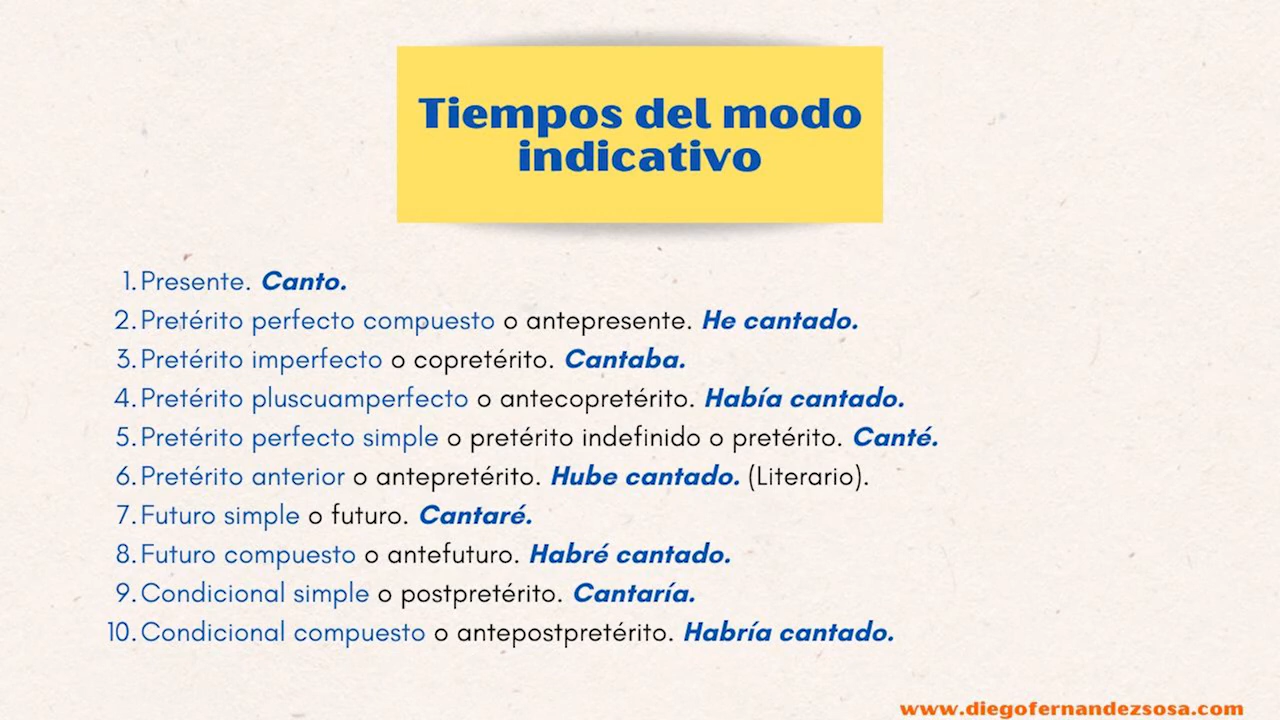 Tiempos del modo
indicativo
1. Presente. Canto.
2. Pretérito perfecto compuesto o antepresente. He cantado.
3. Pretérito imperfecto o copretérito. Cantaba.
4. Pretérito pluscuamperfecto o antecopretérito. Había cantado.
5. Pretérito perfecto simple o pretérito indefinido o pretérito. Canté.
6. Pretérito anterior o antepretérito. Hube cantado. (Literario).
7. Futuro simple o futuro. Cantaré.
8. Futuro compuesto o antefuturo. Habré cantado.
9. Condicional simple o postpretérito. Cantaría.
10. Condicional compuesto o antepostpretérito. Habría cantado.
www.diegofernandezsosa.com